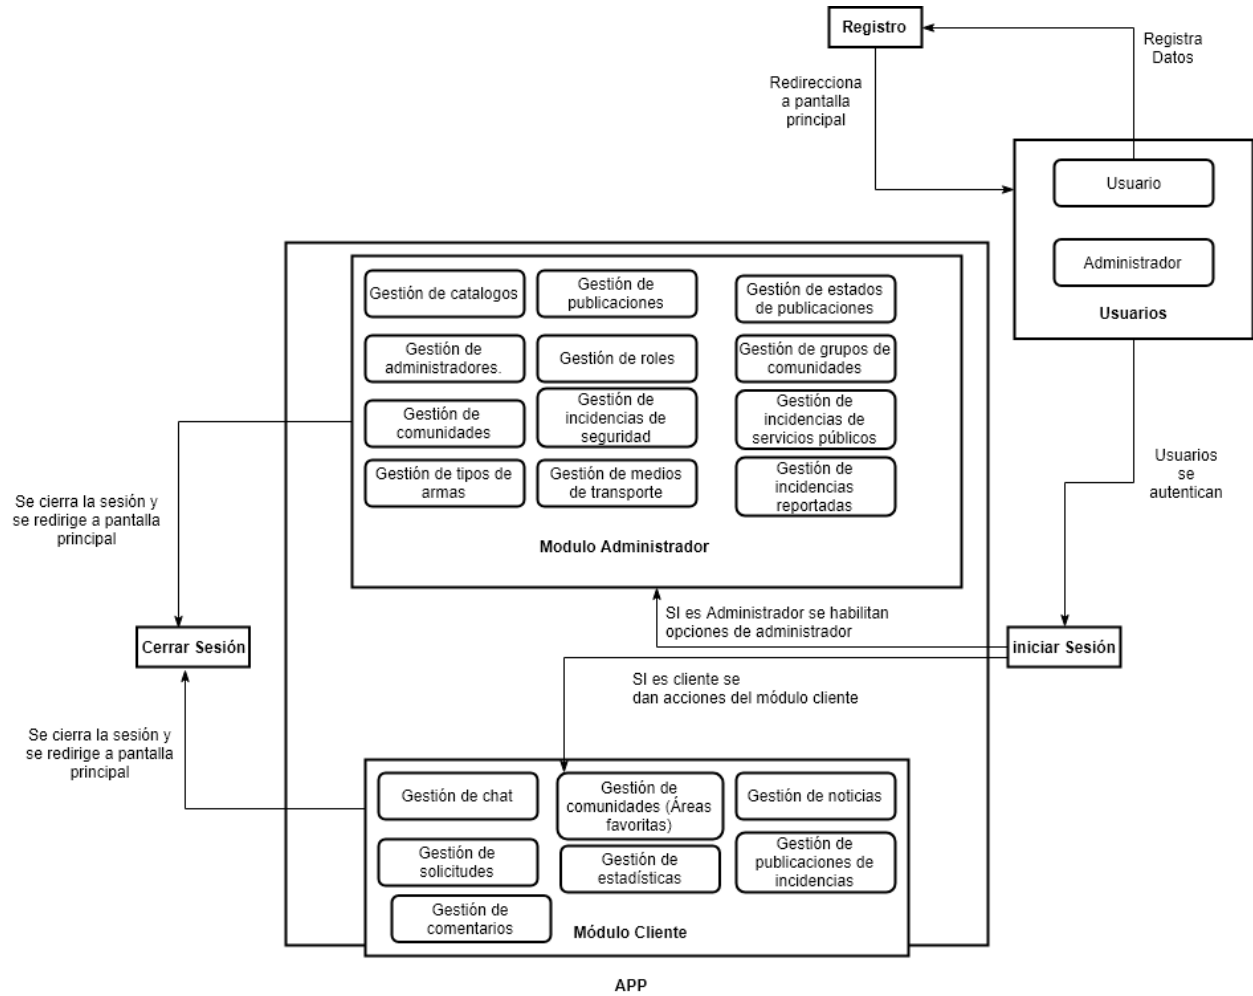 Registro
Registra
Datos
Redirecciona
a pantalla
principal
Usuario
Administrador
Usuarios
Gestión de catalogos
Gestión de
publicaciones
Gestión de estados
de publicaciones
Gestión de
administradores.
Gestión de roles
Gestión de grupos de
comunidades
Gestión de
comunidades
Gestión de
incidencias de
seguridad
Gestión de
incidencias de
servicios públicos
Gestión de tipos de
armas
Gestión de medios
de transporte
Gestión de
incidencias
reportadas
Modulo Administrador
Usuarios
se
autentican
Se cierra la sesión y
se redirige a pantalla
principal
SI es Administrador se habilitan
opciones de administrador
Cerrar Sesión
iniciar Sesión
SI es cliente se
dan acciones del módulo cliente
Se cierra la sesión y
se redirige a pantalla
principal
Gestión de chat
Gestión de
comunidades (Áreas
favoritas)
Gestión de noticias
Gestión de
solicitudes
Gestión de
estadísticas
Gestión de
publicaciones de
incidencias
Gestión de
comentarios
Módulo Cliente
APP